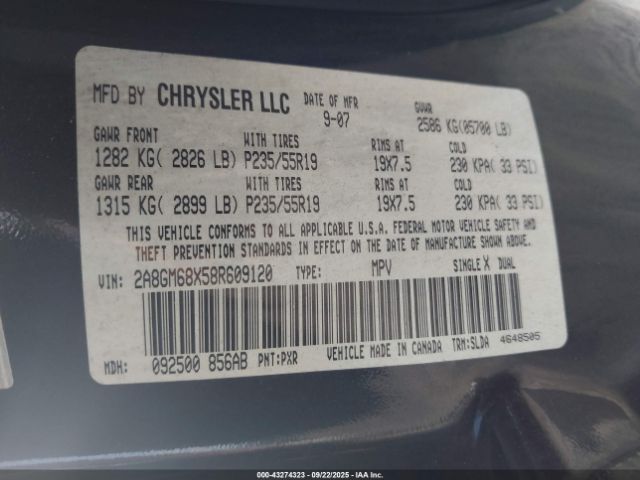 MFD BY CHRYSLER LLC DATE OF MFR 9-07 GVWR 2586 KG(05700 LB)
GAWR FRONT WITH TIRES RIMS AT COLD
1282 KG( 2826 LB) P235/55R19 19X7.5 230 KPA( 33 PSI)
GAWR REAR WITH TIRES RIMS AT COLD
1315 KG( 2899 LB) P235/55R19 19X7.5 230 KPA( 33 PSI)
THIS VEHICLE CONFORMS TO ALL APPLICABLE U.S.A. FEDERAL MOTOR VEHICLE SAFETY AND
THEFT PREVENTION STANDARDS IN EFFECT ON THE DATE OF MANUFACTURE SHOWN ABOVE.
VIN: 2A8GM68X58R609120 TYPE: MPV SINGLE X DUAL
MDH: 092500 856AB PNT:PXR VEHICLE MADE IN CANADA TRM:SLDA 4648505
000-43274323 - 09/22/2025 - IAA Inc.